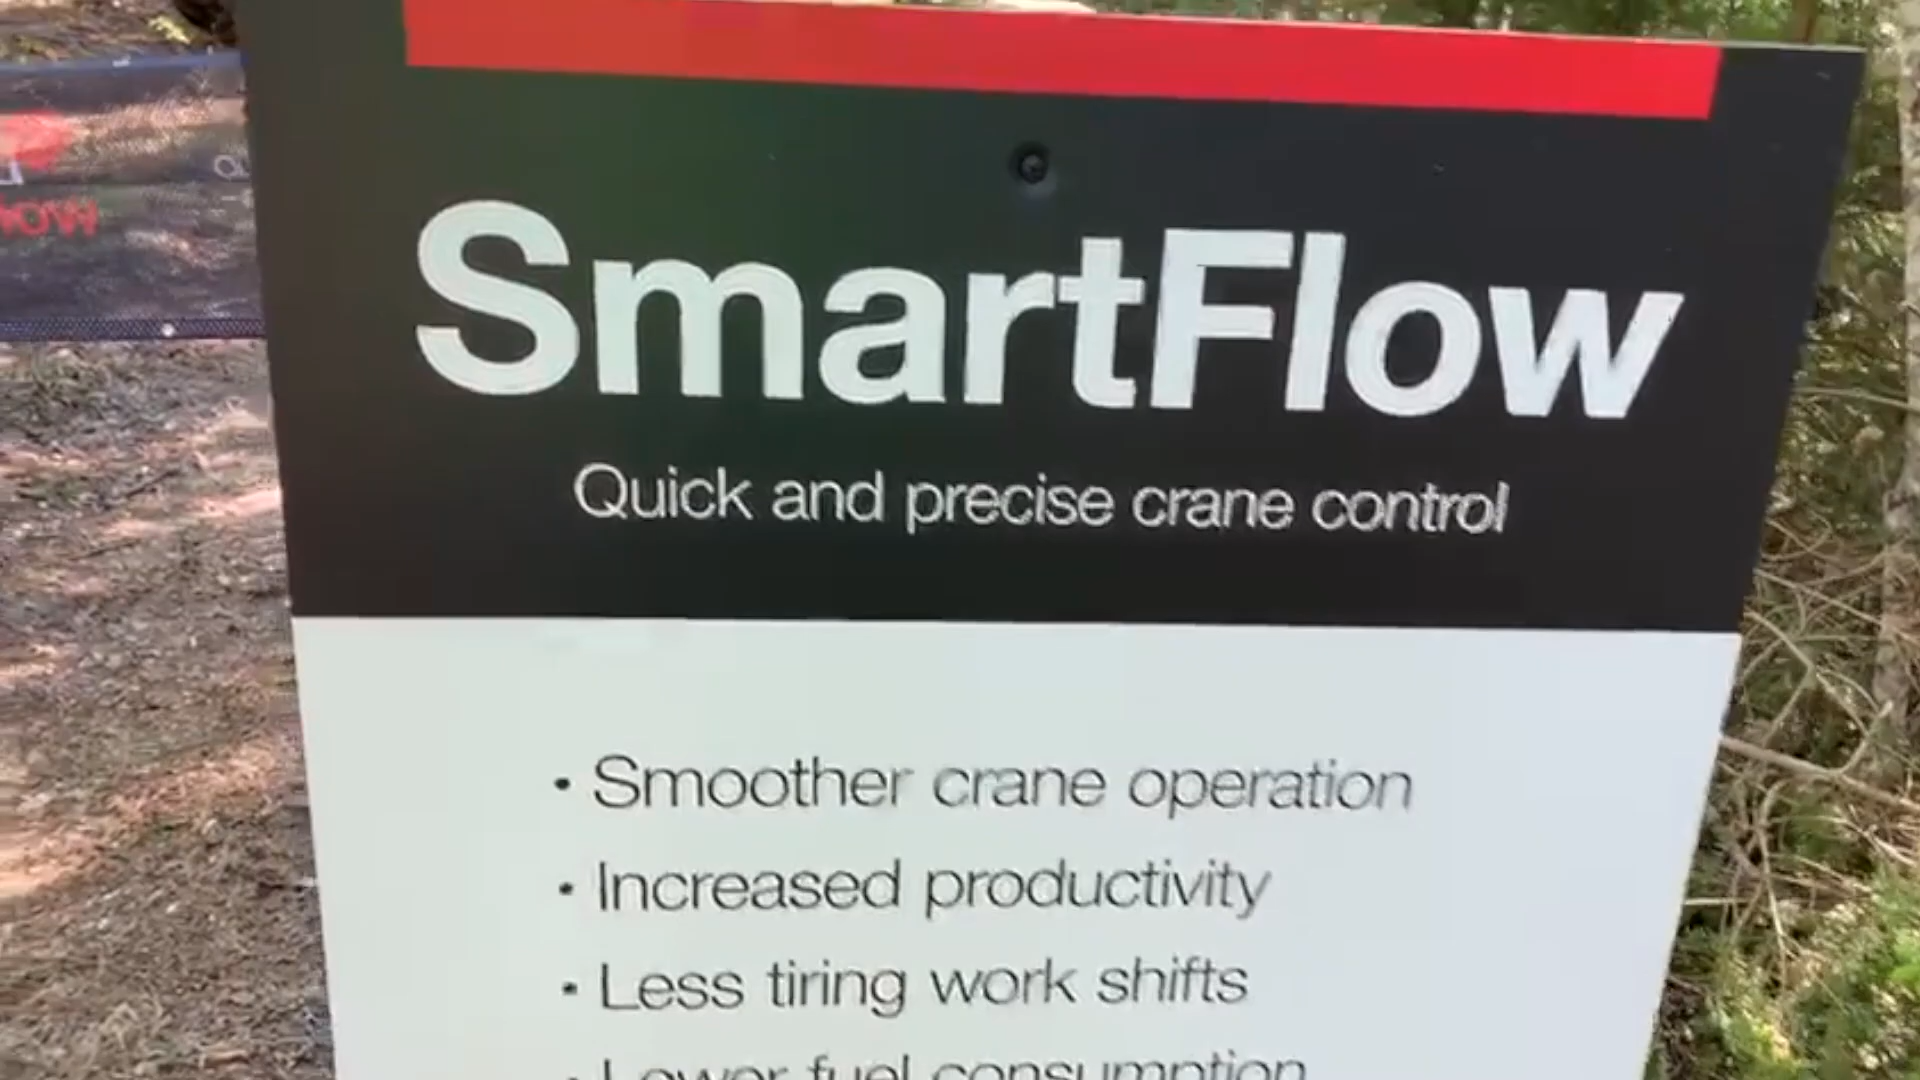 SmartFlow
Quick and precise crane control
• Smoother crane operation
• Increased productivity
• Less tiring work shifts
• Lower fuel consumption